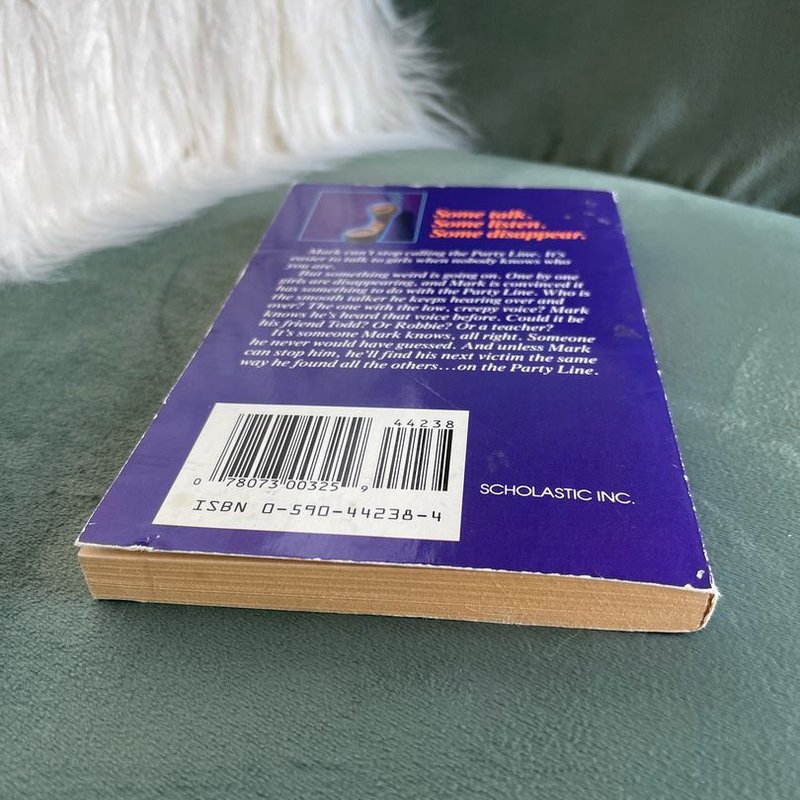 Some talk.
Some listen.
Some disappear.
Mark can't stop calling the Party Line. It's
easier to talk to girls when nobody knows who
you are.
But something weird is going on. One by one
girls are disappearing, and Mark is convinced it
has something to do with the Party Line. Who is
the smooth talker he keeps hearing over and
over? The one with the low, creepy voice? Mark
knows he's heard that voice before. Could it be
his friend Todd? Or Robbie? Or a teacher?
It's someone Mark knows, all right. Someone
he never would have guessed. And unless Mark
can stop him, he'll find his next victim the same
way he found all the others...on the Party Line.
44238
0 78073 00325 9
ISBN 0-590-44238-4
SCHOLASTIC INC.